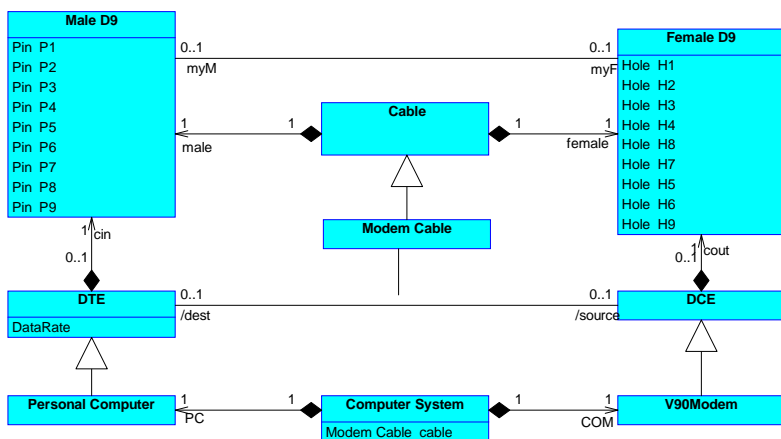 Male D9
Pin P1
Pin P2
Pin P3
Pin P4
Pin P5
Pin P6
Pin P7
Pin P8
Pin P9
0..1
myM
0..1
myF
Female D9
Hole H1
Hole H2
Hole H3
Hole H4
Hole H8
Hole H7
Hole H5
Hole H6
Hole H9
1
male
1
Cable
1
1
female
Modem Cable
1
cin
0..1
1
cout
0..1
DTE
DataRate
0..1
/dest
0..1
/source
DCE
Personal Computer
1
PC
1
Computer System
Modem Cable cable
1
1
COM
V90Modem